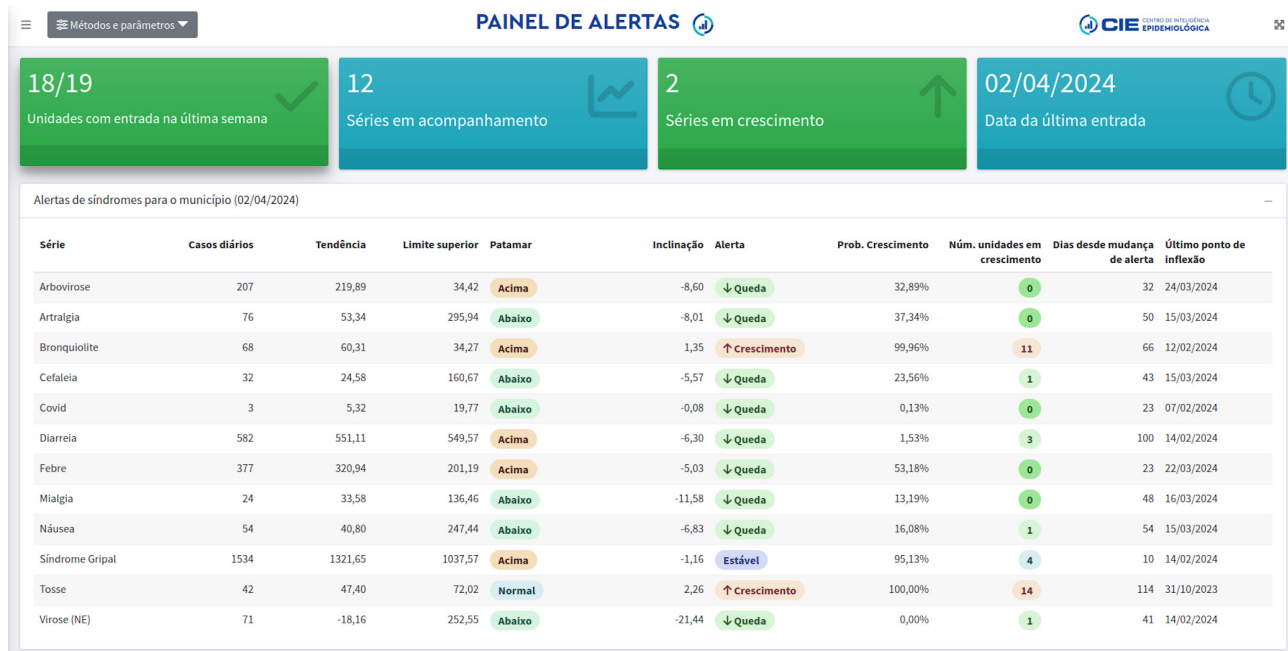 Métodos e parâmetros
PAINEL DE ALERTAS
CIE CENTRO DE INTELIGÊNCIA EPIDEMIOLÓGICA
18/19
Unidades com entrada na última semana
12
Séries em acompanhamento
2
Séries em crescimento
02/04/2024
Data da última entrada
Alertas de síndromes para o município (02/04/2024)
Série Casos diários Tendência Limite superior Patamar Inclinação Alerta Prob. Crescimento Núm. unidades em crescimento Dias desde mudança de alerta Último ponto de inflexão
Arbovirose 207 219,89 34,42 Acima -8,60 ↓ Queda 32,89% 0 32 24/03/2024
Artralgia 76 53,34 295,94 Abaixo -8,01 ↓ Queda 37,34% 0 50 15/03/2024
Bronquiolite 68 60,31 34,27 Acima 1,35 ↑ Crescimento 99,96% 11 66 12/02/2024
Cefaleia 32 24,58 160,67 Abaixo -5,57 ↓ Queda 23,56% 1 43 15/03/2024
Covid 3 5,32 19,77 Abaixo -0,08 ↓ Queda 0,13% 0 23 07/02/2024
Diarreia 582 551,11 549,57 Acima -6,30 ↓ Queda 1,53% 3 100 14/02/2024
Febre 377 320,94 201,19 Acima -5,03 ↓ Queda 53,18% 0 23 22/03/2024
Mialgia 24 33,58 136,46 Abaixo -11,58 ↓ Queda 13,19% 0 48 16/03/2024
Náusea 54 40,80 247,44 Abaixo -6,83 ↓ Queda 16,08% 1 54 15/03/2024
Síndrome Gripal 1534 1321,65 1037,57 Acima -1,16 Estável 95,13% 4 10 14/02/2024
Tosse 42 47,40 72,02 Normal 2,26 ↑ Crescimento 100,00% 14 114 31/10/2023
Virose (NE) 71 -18,16 252,55 Abaixo -21,44 ↓ Queda 0,00% 1 41 14/02/2024